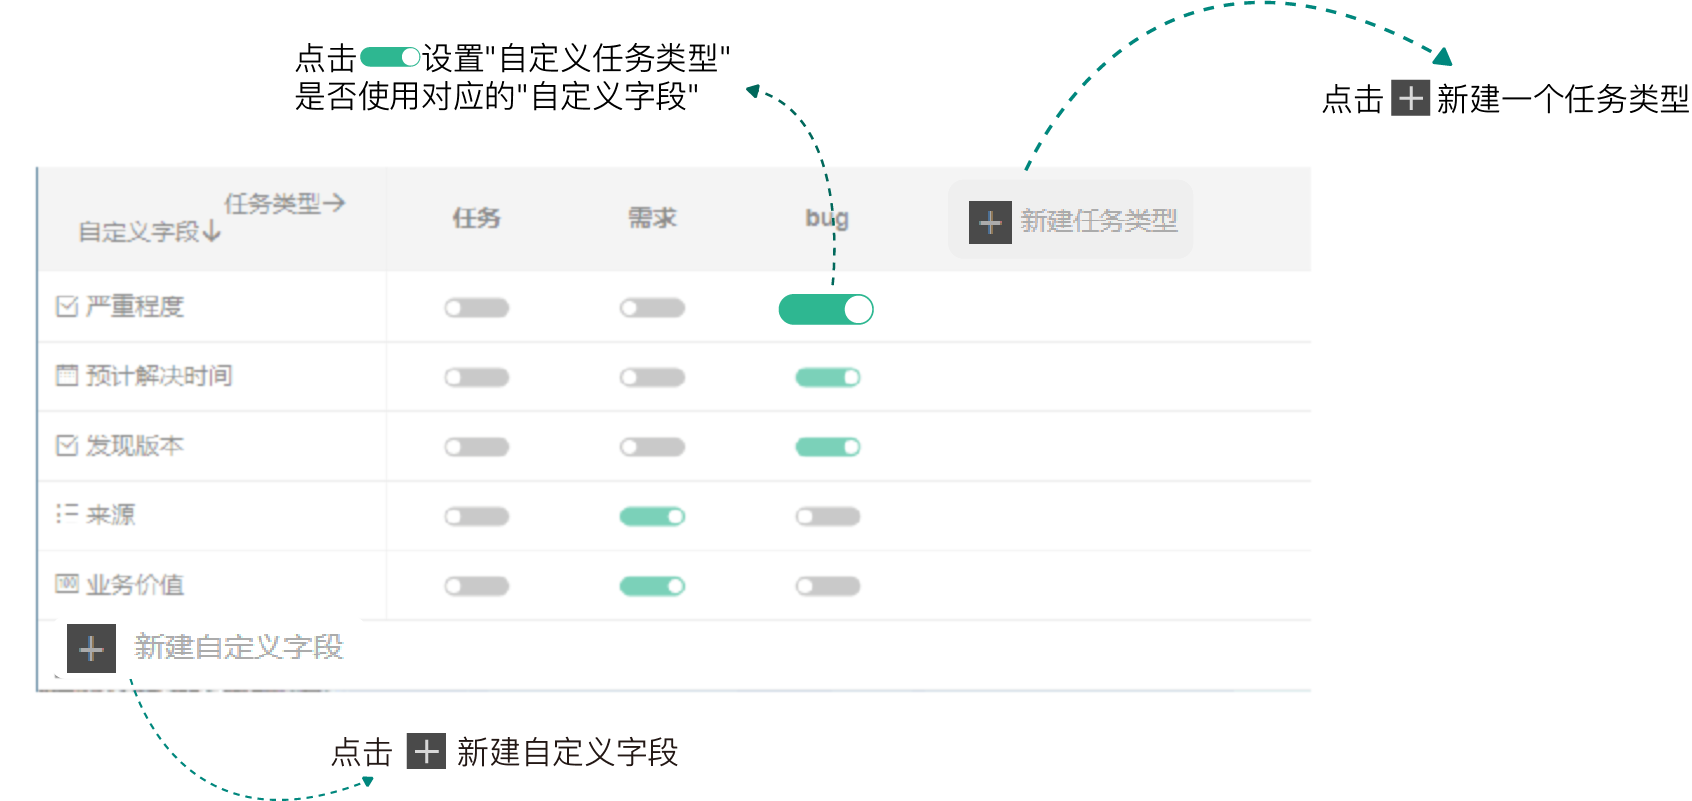 点击设置"自定义任务类型"
是否使用对应的"自定义字段"
点击 + 新建一个任务类型
任务类型→
自定义字段↓
任务
需求
bug
+ 新建任务类型
严重程度
预计解决时间
发现版本
来源
100 业务价值
+ 新建自定义字段
点击 + 新建自定义字段